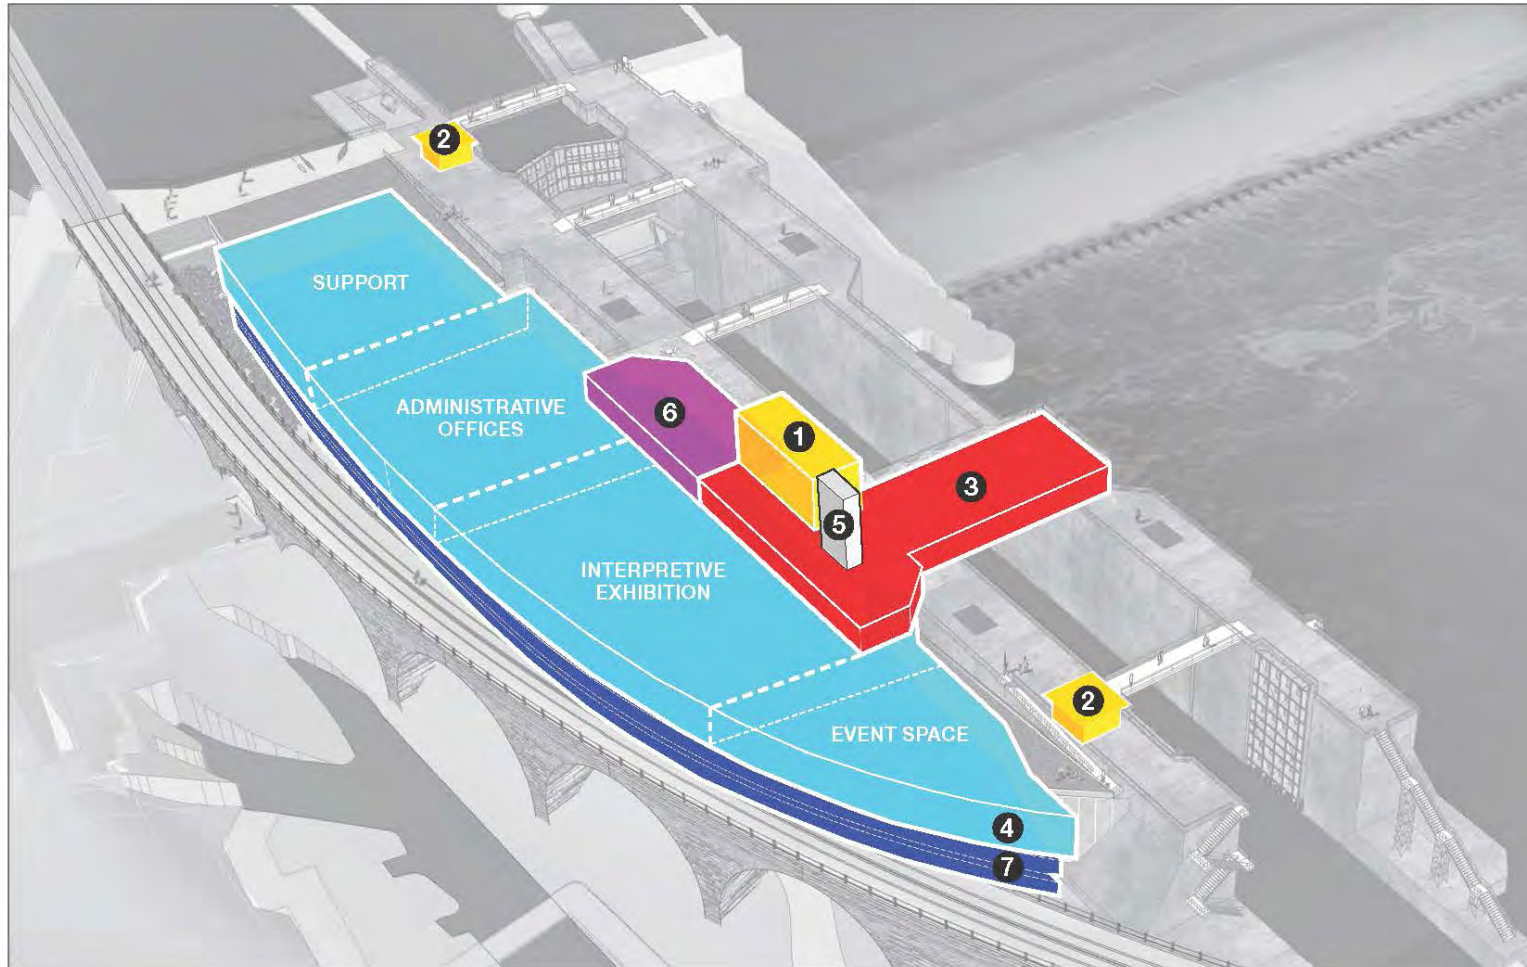 2
SUPPORT
ADMINISTRATIVE
OFFICES
6
1
3
5
INTERPRETIVE
EXHIBITION
2
EVENT SPACE
4
7